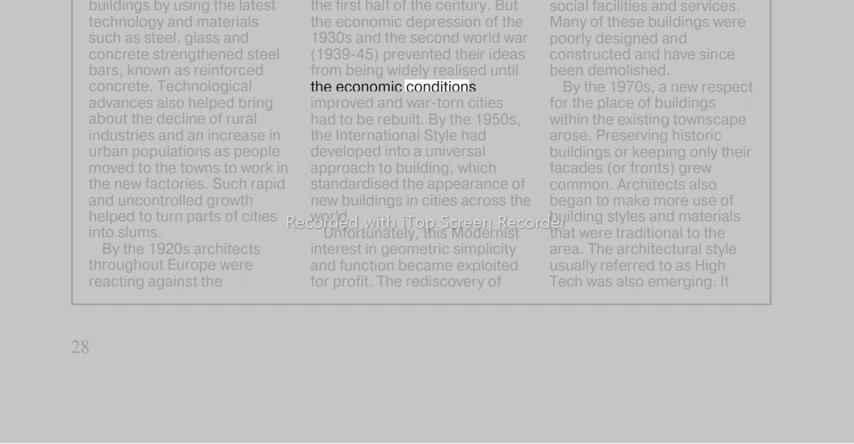 buildings by using the latest
technology and materials
such as steel, glass and
concrete strengthened steel
bars, known as reinforced
concrete. Technological
advances also helped bring
about the decline of rural
industries and an increase in
urban populations as people
moved to the towns to work in
the new factories. Such rapid
and uncontrolled growth
helped to turn parts of cities
into slums.
By the 1920s architects
throughout Europe were
reacting against the
the first half of the century. But
the economic depression of the
1930s and the second world war
(1939-45) prevented their ideas
from being widely realised until
the economic conditions
improved and war-torn cities
had to be rebuilt. By the 1950s,
the International Style had
developed into a universal
approach to building, which
standardised the appearance of
new buildings in cities across the
world.
Unfortunately, this Modernist
interest in geometric simplicity
and function became exploited
for profit. The rediscovery of
social facilities and services.
Many of these buildings were
poorly designed and
constructed and have since
been demolished.
By the 1970s, a new respect
for the place of buildings
within the existing townscape
arose. Preserving historic
buildings or keeping only their
facades (or fronts) grew
common. Architects also
began to make more use of
building styles and materials
that were traditional to the
area. The architectural style
usually referred to as High
Tech was also emerging. It
Recorded with iTop Screen Recorder
28